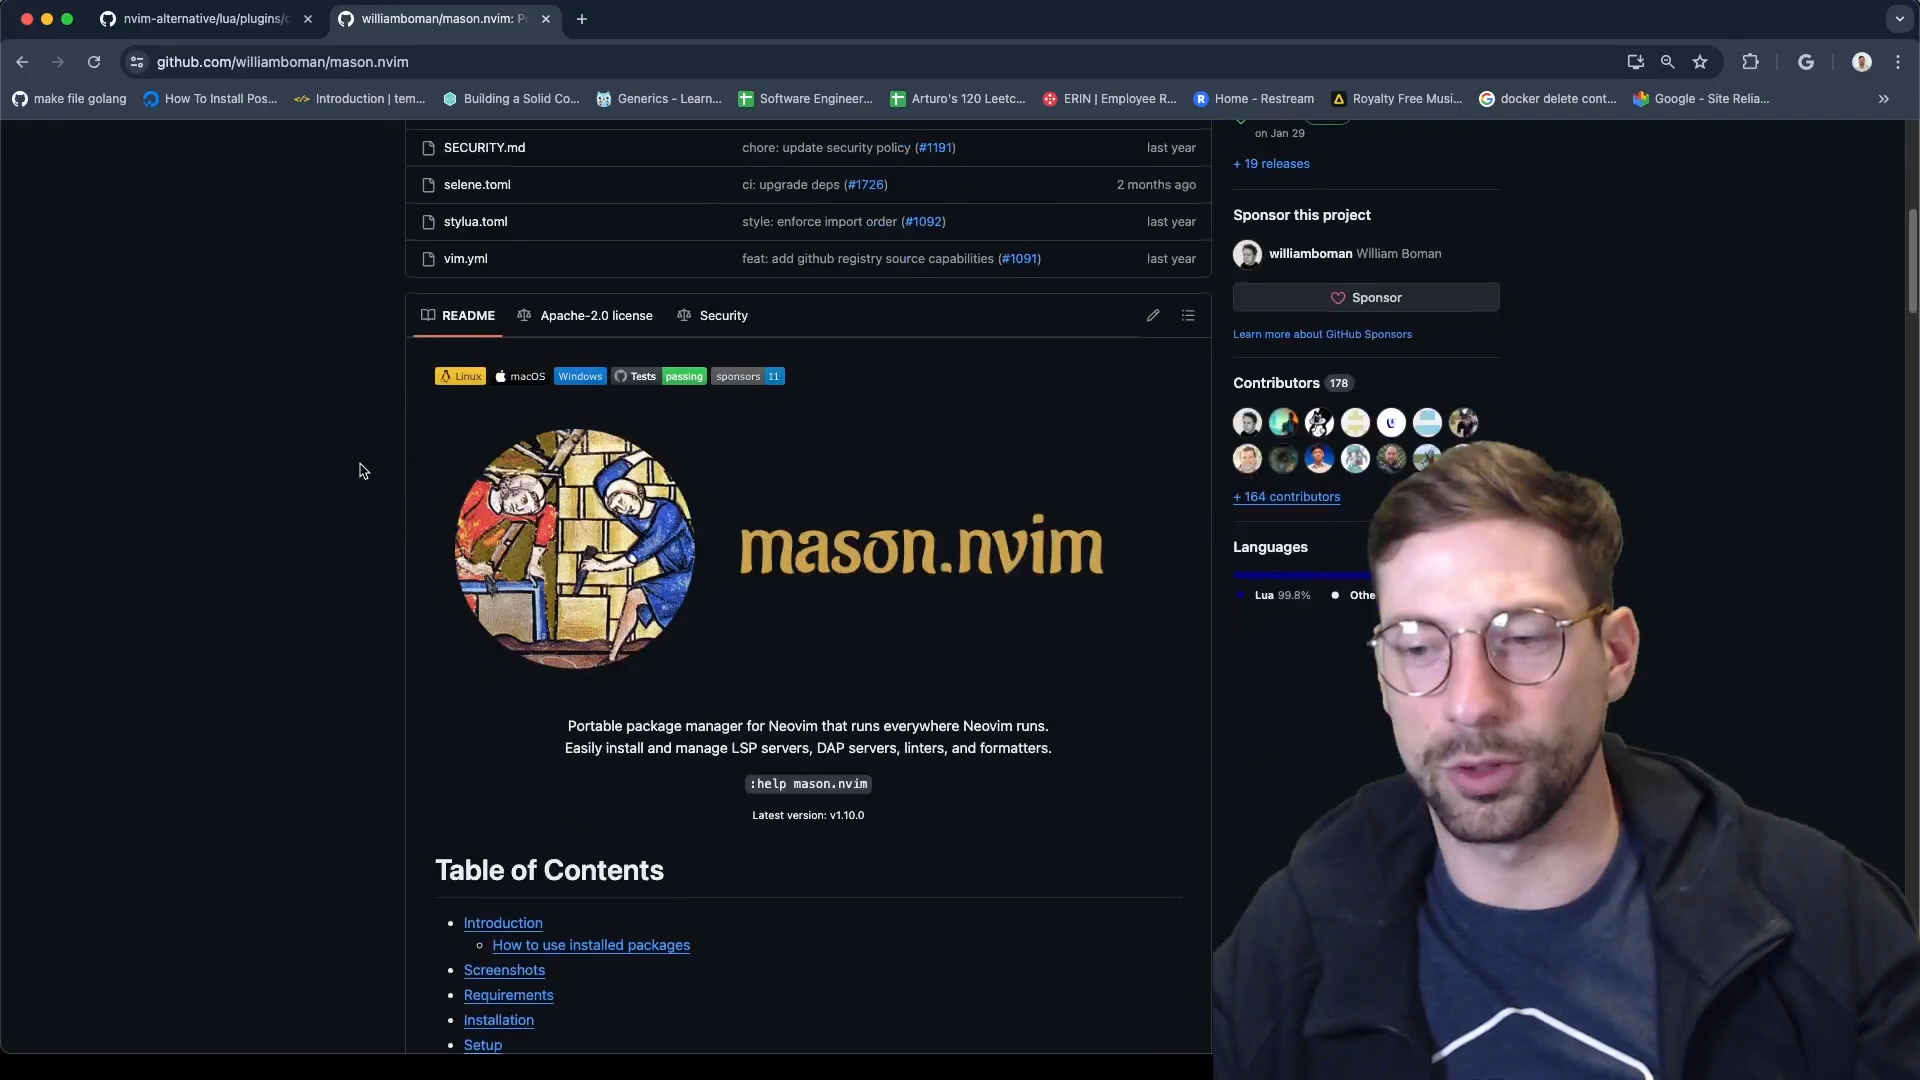 nvim-alternative/lua/plugins/
williamboman/mason.nvim:
github.com/williamboman/mason.nvim
make file golang
How To Install Pos...
Introduction | tem...
Building a Solid Co...
Generics - Learn...
Software Engineer...
Arturo's 120 Leetc...
ERIN | Employee R...
Home - Restream
Royalty Free Musi...
docker delete cont...
Google - Site Relia...
SECURITY.md
chore: update security policy (#1191)
last year
selene.toml
ci: upgrade deps (#1726)
2 months ago
stylua.toml
style: enforce import order (#1092)
last year
vim.yml
feat: add github registry source capabilities (#1091)
last year
README
Apache-2.0 license
Security
Linux
macOS
Windows
Tests passing
sponsors 11
mason.nvim
Portable package manager for Neovim that runs everywhere Neovim runs.
Easily install and manage LSP servers, DAP servers, linters, and formatters.
:help mason.nvim
Latest version: v1.10.0
Table of Contents
Introduction
How to use installed packages
Screenshots
Requirements
Installation
Setup
on Jan 29
+ 19 releases
Sponsor this project
williamboman William Boman
Sponsor
Learn more about GitHub Sponsors
Contributors 178
+ 164 contributors
Languages
Lua 99.8%
Othe